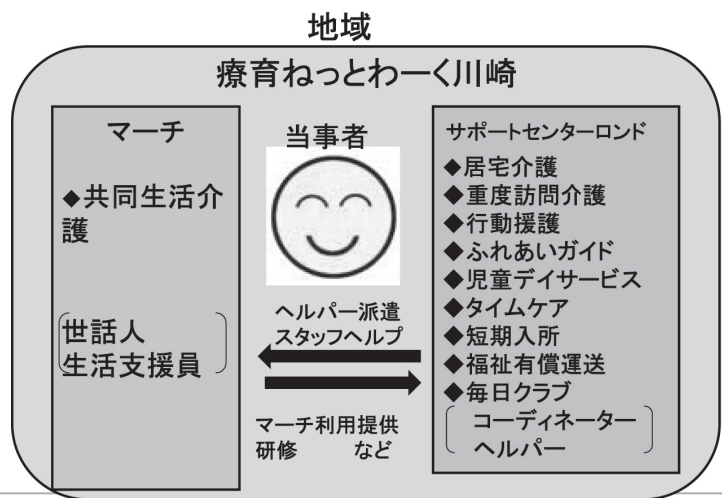 地域
療育ねっとわーく川崎
マーチ
◆共同生活介
護
世話人
生活支援員
当事者
ヘルパー派遣
スタッフヘルプ
マーチ利用提供
研修 など
サポートセンターロンド
◆居宅介護
◆重度訪問介護
◆行動援護
◆ふれあいガイド
◆児童デイサービス
◆タイムケア
◆短期入所
◆福祉有償運送
◆毎日クラブ
コーディネーター
ヘルパー